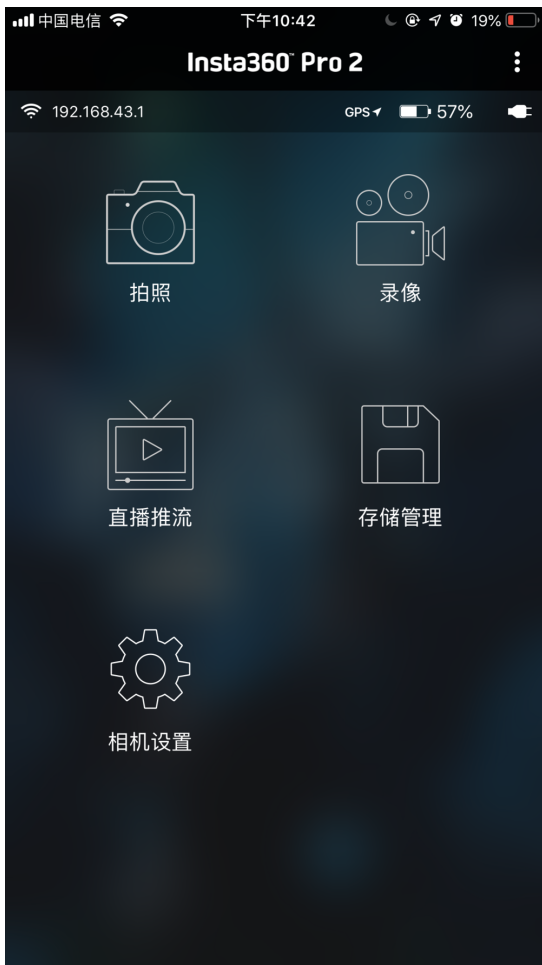 中国电信 下午10:42 19%
Insta360™ Pro 2
192.168.43.1 GPS 57%
拍照 录像
直播推流 存储管理
相机设置